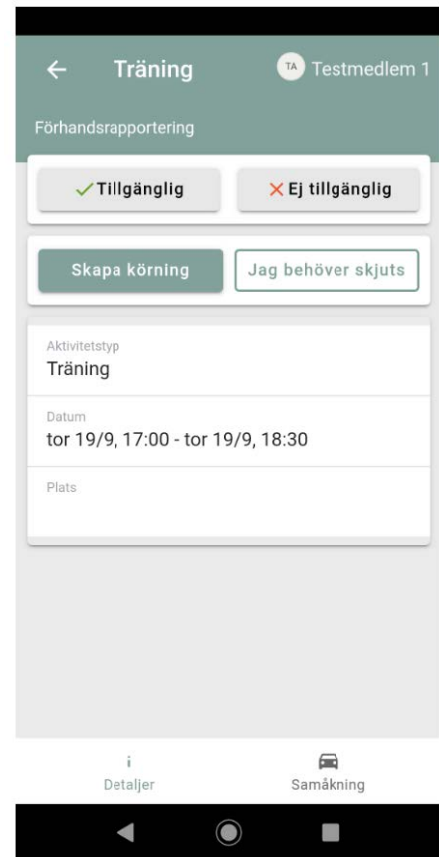 Träning
TA Testmedlem 1
Förhandsrapportering
Tillgänglig
Ej tillgänglig
Skapa körning
Jag behöver skjuts
Aktivitetstyp
Träning
Datum
tor 19/9, 17:00 - tor 19/9, 18:30
Plats
Detaljer
Samåkning